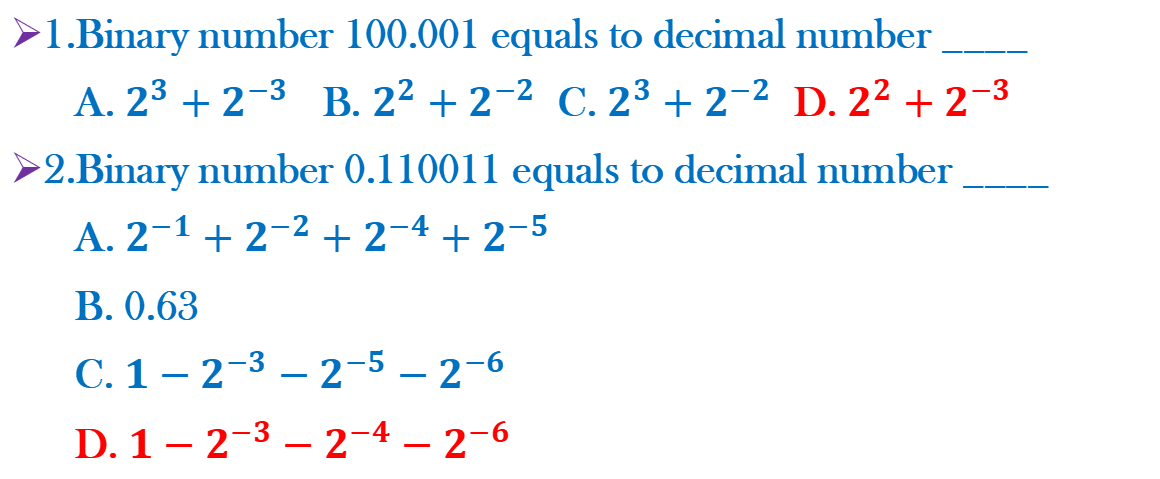 ➢1.Binary number 100.001 equals to decimal number ____
A. 2³ + 2⁻³ B. 2² + 2⁻² C. 2³ + 2⁻² D. 2² + 2⁻³
➢2.Binary number 0.110011 equals to decimal number ____
A. 2⁻¹ + 2⁻² + 2⁻⁴ + 2⁻⁵
B. 0.63
C. 1 − 2⁻³ − 2⁻⁵ − 2⁻⁶
D. 1 − 2⁻³ − 2⁻⁴ − 2⁻⁶